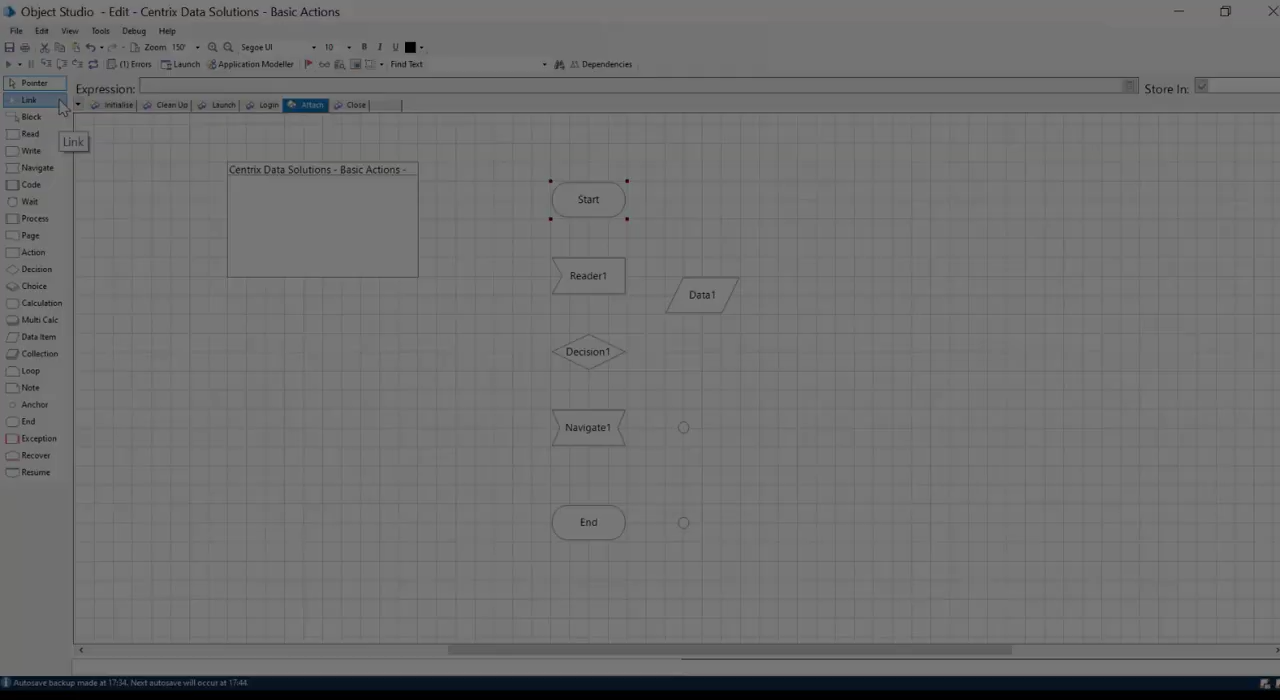 Object Studio - Edit - Centrix Data Solutions - Basic Actions
File Edit View Tools Debug Help
Zoom 150' Segoe UI 10 B I U
(1) Errors Launch Application Modeller Find Text Dependencies
Pointer
Expression: Store In:
Link
Initialise Clean Up Launch Login Attach Close
Block
Read
Link
Write
Navigate
Code
Wait
Process
Page
Action
Decision
Choice
Calculation
Multi Calc
Data Item
Collection
Loop
Note
Anchor
End
Exception
Recover
Resume
Centrix Data Solutions - Basic Actions -
Start
Reader1
Data1
Decision1
Navigate1
End
Autosave backup made at 17:34. Next autosave will occur at 17:44.